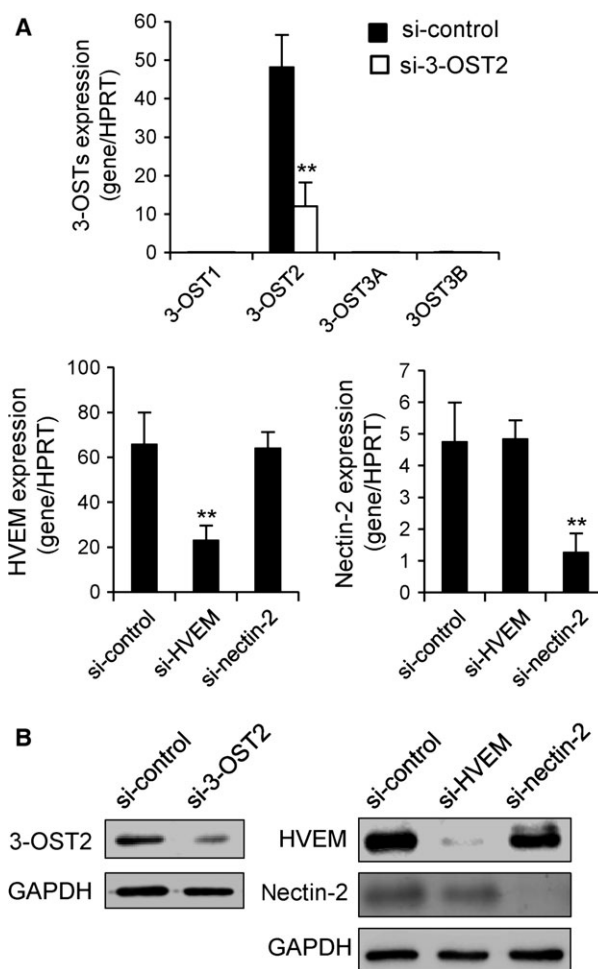 A
si-control
si-3-OST2
3-OSTs expression
(gene/HPRT)
60
50
40
30
20
10
0
**
3-OST1
3-OST2
3-OST3A
3OST3B
HVEM expression
(gene/HPRT)
100
80
60
40
20
0
**
si-control
si-HVEM
si-nectin-2
Nectin-2 expression
(gene/HPRT)
7
6
5
4
3
2
1
0
**
si-control
si-HVEM
si-nectin-2
B
si-control
si-3-OST2
3-OST2
GAPDH
si-control
si-HVEM
si-nectin-2
HVEM
Nectin-2
GAPDH